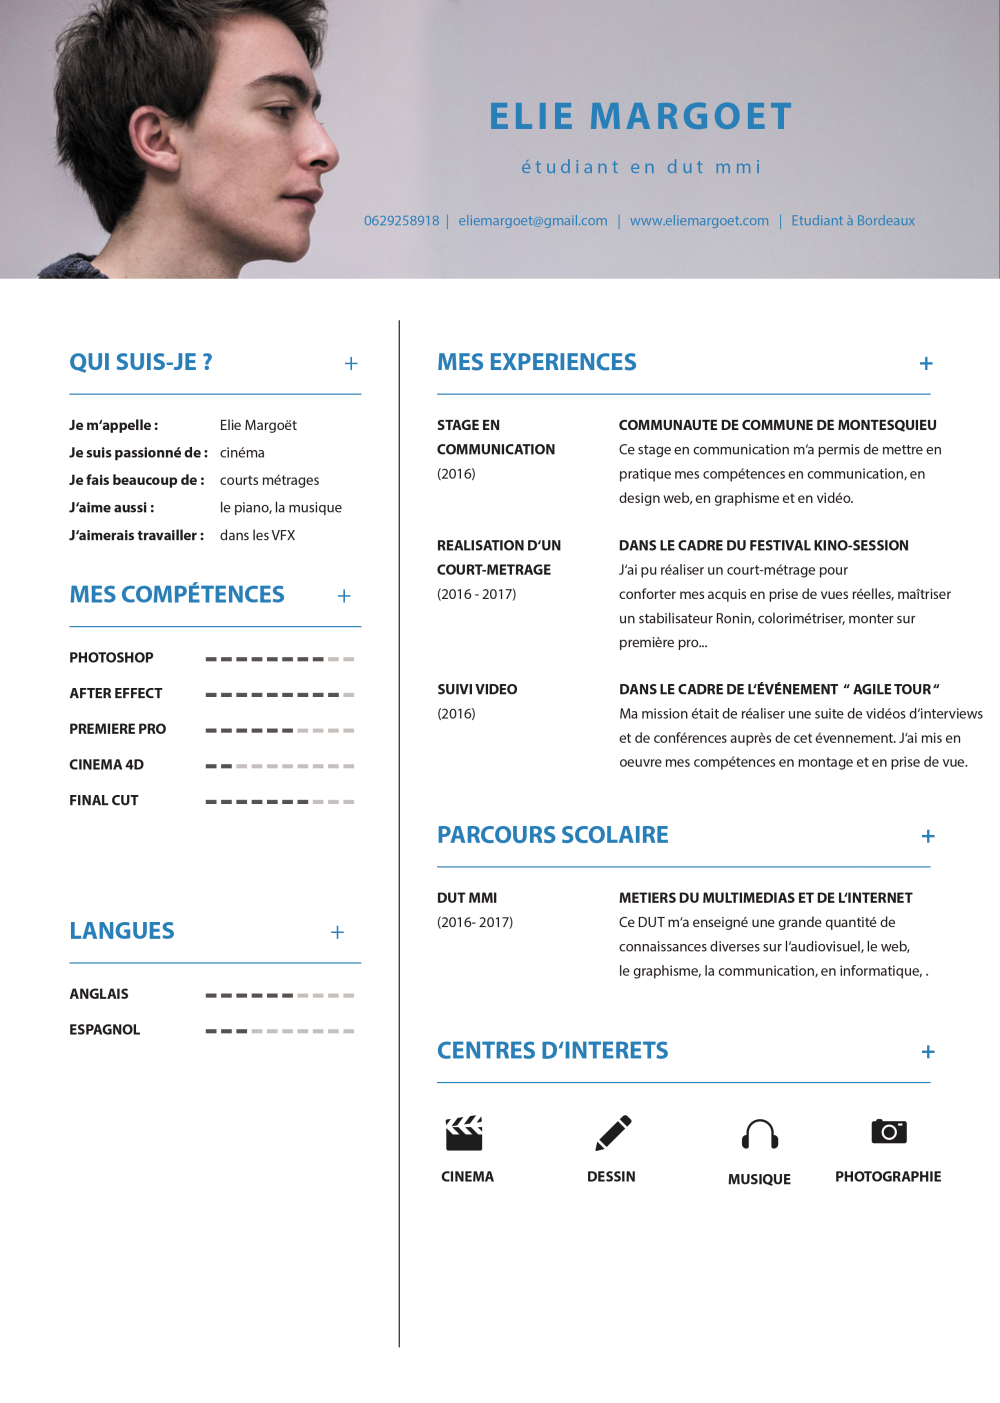 ELIE MARGOET
étudiant en dut mmi
0629258918 | eliemargoet@gmail.com | www.eliemargoet.com | Etudiant à Bordeaux
QUI SUIS-JE ? +
Je m‘appelle : Elie Margoët
Je suis passionné de : cinéma
Je fais beaucoup de : courts métrages
J‘aime aussi : le piano, la musique
J‘aimerais travailler : dans les VFX
MES COMPÉTENCES +
PHOTOSHOP
AFTER EFFECT
PREMIERE PRO
CINEMA 4D
FINAL CUT
LANGUES +
ANGLAIS
ESPAGNOL
MES EXPERIENCES +
STAGE EN
COMMUNICATION
(2016)
COMMUNAUTE DE COMMUNE DE MONTESQUIEU
Ce stage en communication m‘a permis de mettre en
pratique mes compétences en communication, en
design web, en graphisme et en vidéo.
REALISATION D‘UN
COURT-METRAGE
(2016 - 2017)
DANS LE CADRE DU FESTIVAL KINO-SESSION
J‘ai pu réaliser un court-métrage pour
conforter mes acquis en prise de vues réelles, maîtriser
un stabilisateur Ronin, colorimétriser, monter sur
première pro...
SUIVI VIDEO
(2016)
DANS LE CADRE DE L‘ÉVÉNEMENT “ AGILE TOUR “
Ma mission était de réaliser une suite de vidéos d‘interviews
et de conférences auprès de cet évennement. J‘ai mis en
oeuvre mes compétences en montage et en prise de vue.
PARCOURS SCOLAIRE +
DUT MMI
(2016- 2017)
METIERS DU MULTIMEDIAS ET DE L‘INTERNET
Ce DUT m‘a enseigné une grande quantité de
connaissances diverses sur l‘audiovisuel, le web,
le graphisme, la communication, en informatique, .
CENTRES D‘INTERETS +
CINEMA
DESSIN
MUSIQUE
PHOTOGRAPHIE